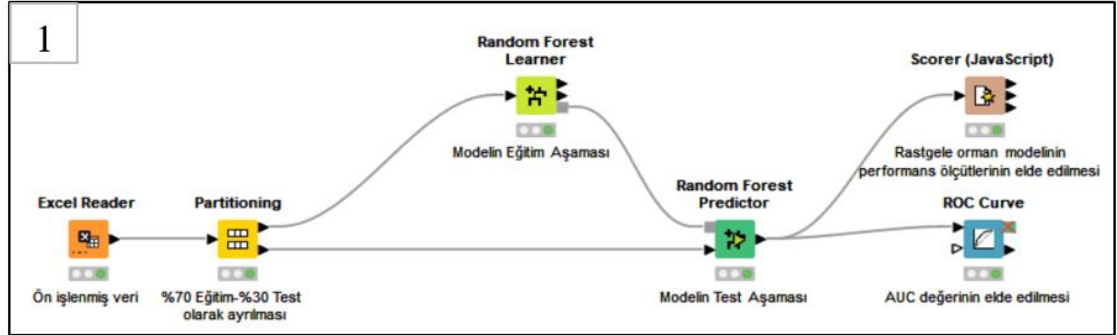 1
Random Forest
Learner
Modelin Eğitim Aşaması
Scorer (JavaScript)
Rastgele orman modelinin
performans ölçütlerinin elde edilmesi
Excel Reader
Ön işlenmiş veri
Partitioning
%70 Eğitim-%30 Test
olarak ayrılması
Random Forest
Predictor
Modelin Test Aşaması
ROC Curve
AUC değerinin elde edilmesi